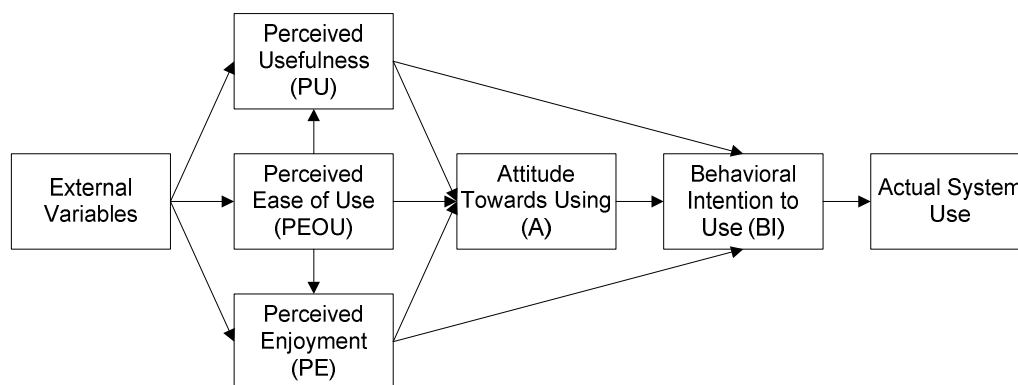 Perceived
Usefulness
(PU)
External
Variables
Perceived
Ease of Use
(PEOU)
Attitude
Towards Using
(A)
Behavioral
Intention to
Use (BI)
Actual System
Use
Perceived
Enjoyment
(PE)